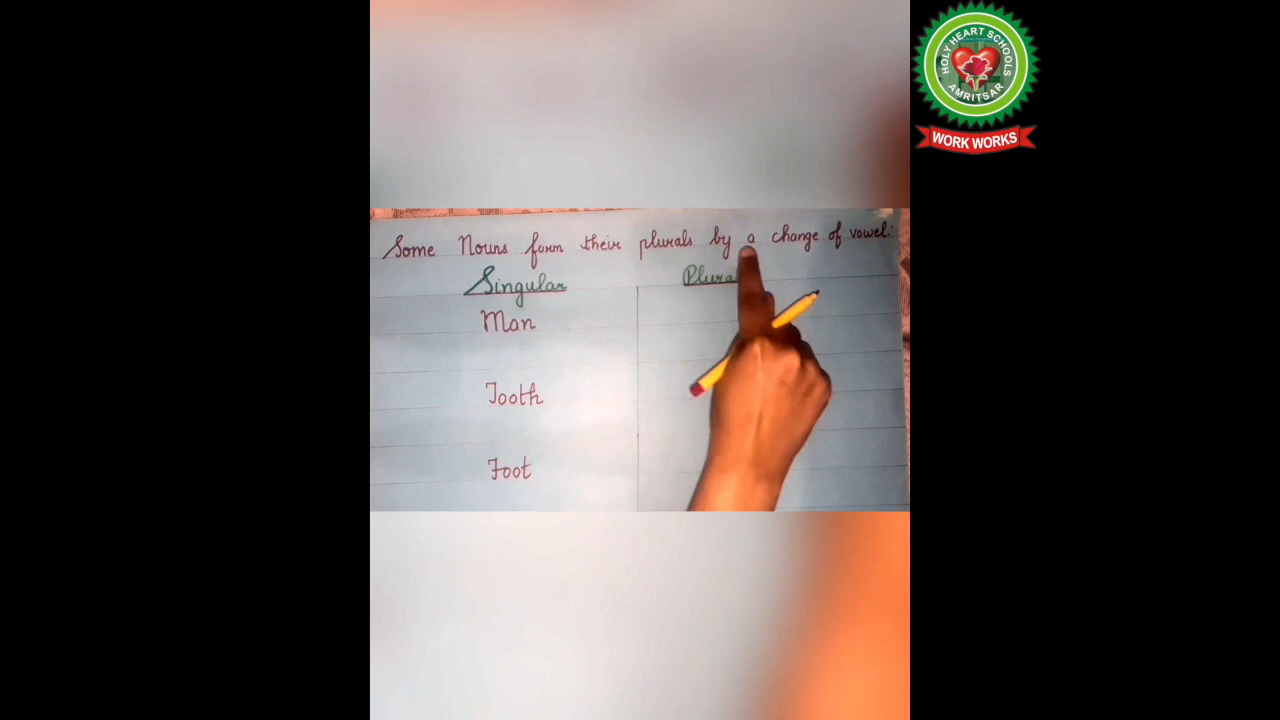 HOLY HEART SCHOOLS
AMRITSAR
WORK WORKS
Some Nouns form their plurals by a change of vowel:
Singular Plural
Man
Tooth
Foot